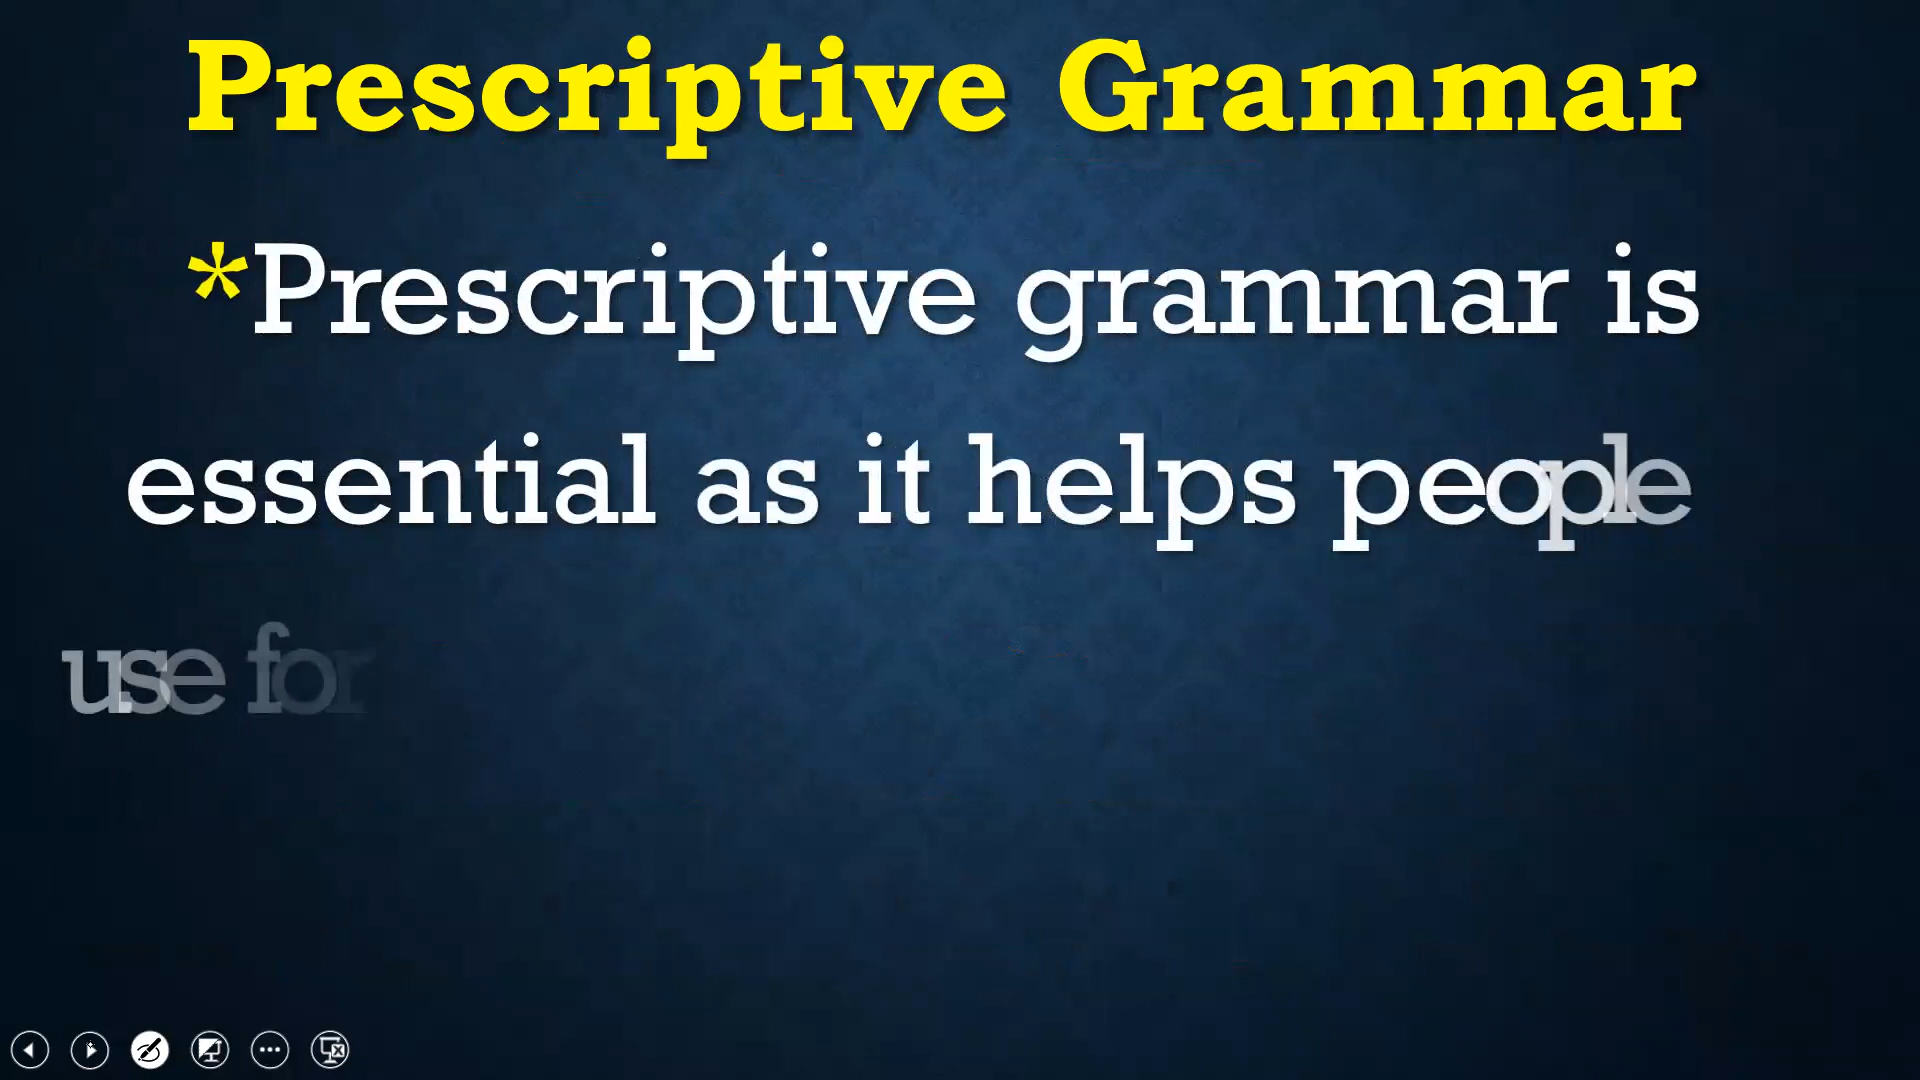 Prescriptive Grammar
*Prescriptive grammar is
essential as it helps people
use for